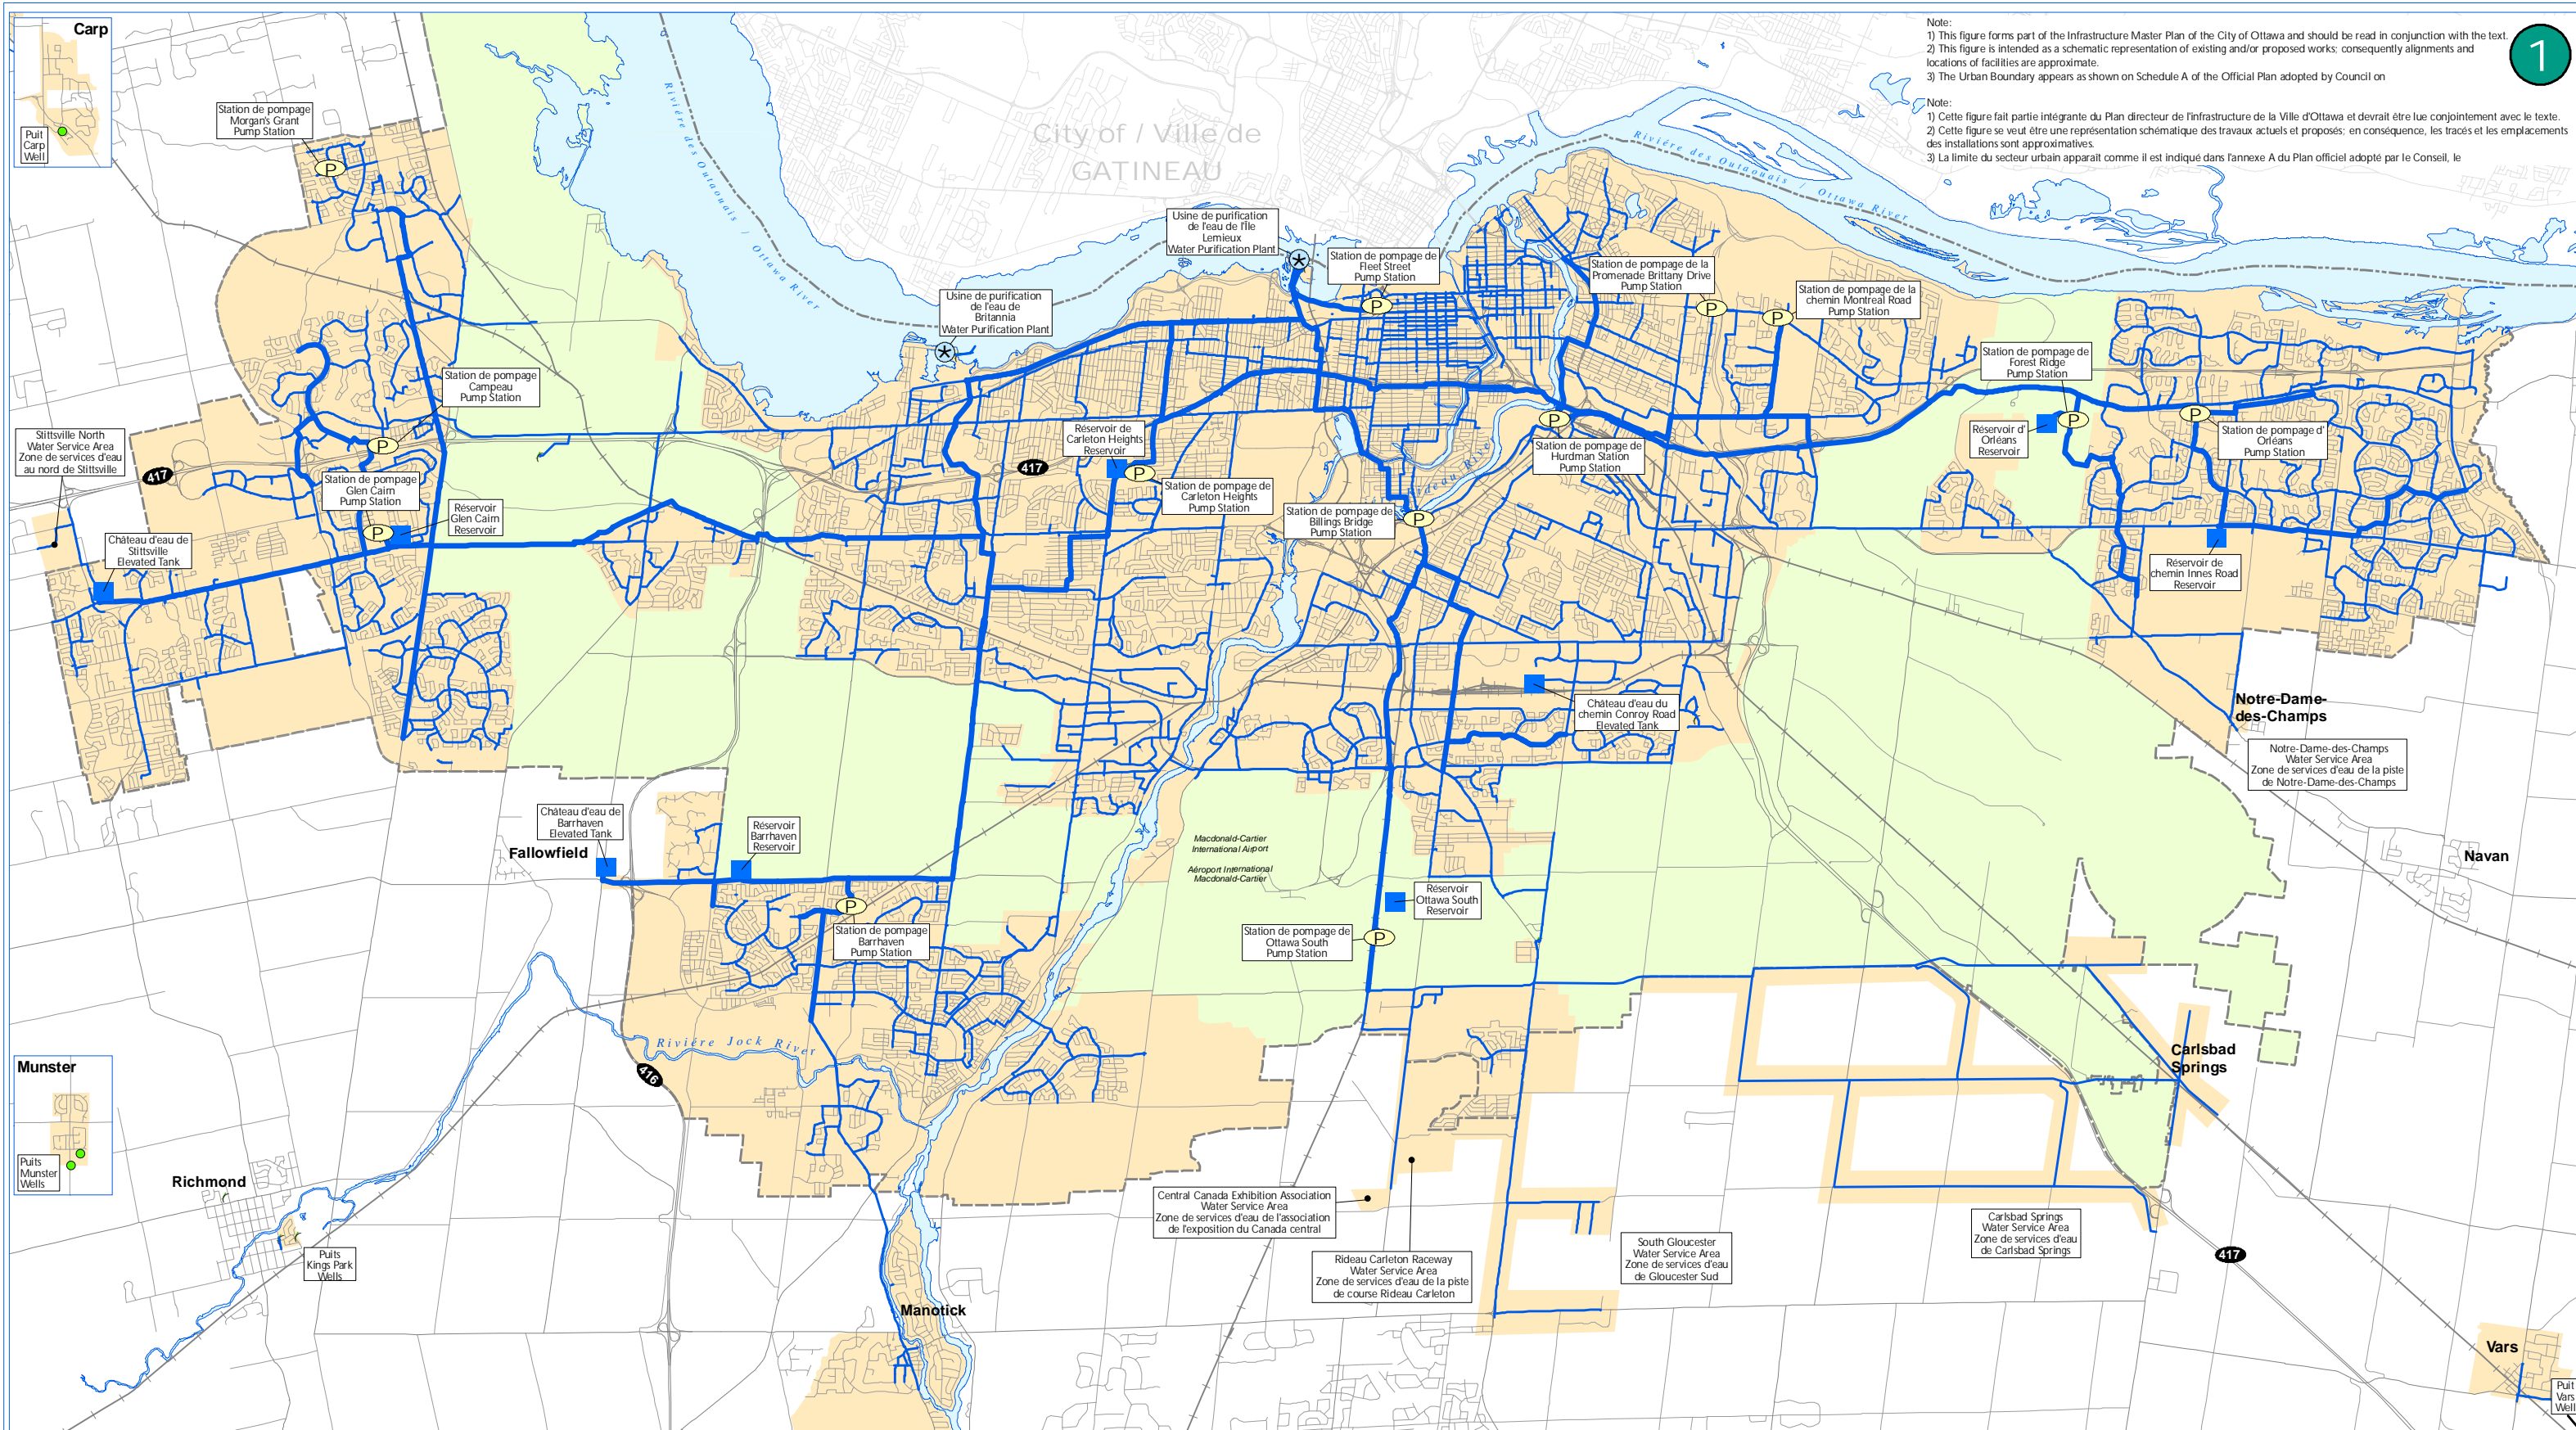 Carp
Puit
Carp
Well
Station de pompage
Morgan's Grant
Pump Station
City of / Ville de
GATINEAU
Note:
1) This figure forms part of the Infrastructure Master Plan of the City of Ottawa and should be read in conjunction with the text.
2) This figure is intended as a schematic representation of existing and/or proposed works; consequently alignments and
locations of facilities are approximate.
3) The Urban Boundary appears as shown on Schedule A of the Official Plan adopted by Council on
Note:
1) Cette figure fait partie intégrante du Plan directeur de l'infrastructure de la Ville d'Ottawa et devrait être lue conjointement avec le texte.
2) Cette figure se veut être une représentation schématique des travaux actuels et proposés; en conséquence, les tracés et les emplacements
des installations sont approximatives.
3) La limite du secteur urbain apparaît comme il est indiqué dans l'annexe A du Plan officiel adopté par le Conseil, le
1
Rivière des Outaouais / Ottawa River
Rivière des Outaouais / Ottawa River
Usine de purification
de l'eau de l'Île
Lemieux
Water Purification Plant
Station de pompage de
Fleet Street
Pump Station
P
Station de pompage de la
Promenade Brittany Drive
Pump Station
P
Station de pompage de la
chemin Montreal Road
Pump Station
P
Usine de purification
de l'eau de
Britannia
Water Purification Plant
P
Station de pompage
Campeau
Pump Station
P
Station de pompage de
Forest Ridge
Pump Station
P
Réservoir d'
Orléans
Reservoir
P
Station de pompage d'
Orléans
Pump Station
Stittsville North
Water Service Area
Zone de services d'eau
au nord de Stittsville
417
Réservoir de
Carleton Heights
Reservoir
417
P
Station de pompage de
Carleton Heights
Pump Station
P
Station de pompage de
Hurdman Station
Pump Station
Rideau River
Station de pompage
Glen Cairn
Pump Station
P
Réservoir
Glen Cairn
Reservoir
Station de pompage de
Billings Bridge
Pump Station
P
Château d'eau de
Stittsville
Elevated Tank
Réservoir de
chemin Innes Road
Reservoir
Château d'eau du
chemin Conroy Road
Elevated Tank
Notre-Dame-
des-Champs
Notre-Dame-des-Champs
Water Service Area
Zone de services d'eau de la piste
de Notre-Dame-des-Champs
Château d'eau de
Barrhaven
Elevated Tank
Fallowfield
Réservoir
Barrhaven
Reservoir
Macdonald-Cartier
International Airport
Aéroport International
Macdonald-Cartier
Navan
P
Station de pompage
Barrhaven
Pump Station
Réservoir
Ottawa South
Reservoir
Station de pompage de
Ottawa South
Pump Station
P
Rivière Jock River
416
Carlsbad
Springs
Munster
Puits
Munster
Wells
Richmond
Puits
Kings Park
Wells
Central Canada Exhibition Association
Water Service Area
Zone de services d'eau de l'association
de l'exposition du Canada central
Rideau Carleton Raceway
Water Service Area
Zone de services d'eau de la piste
de course Rideau Carleton
South Gloucester
Water Service Area
Zone de services d'eau
de Gloucester Sud
Carlsbad Springs
Water Service Area
Zone de services d'eau
de Carlsbad Springs
417
Manotick
Vars
Puit
Vars
Well